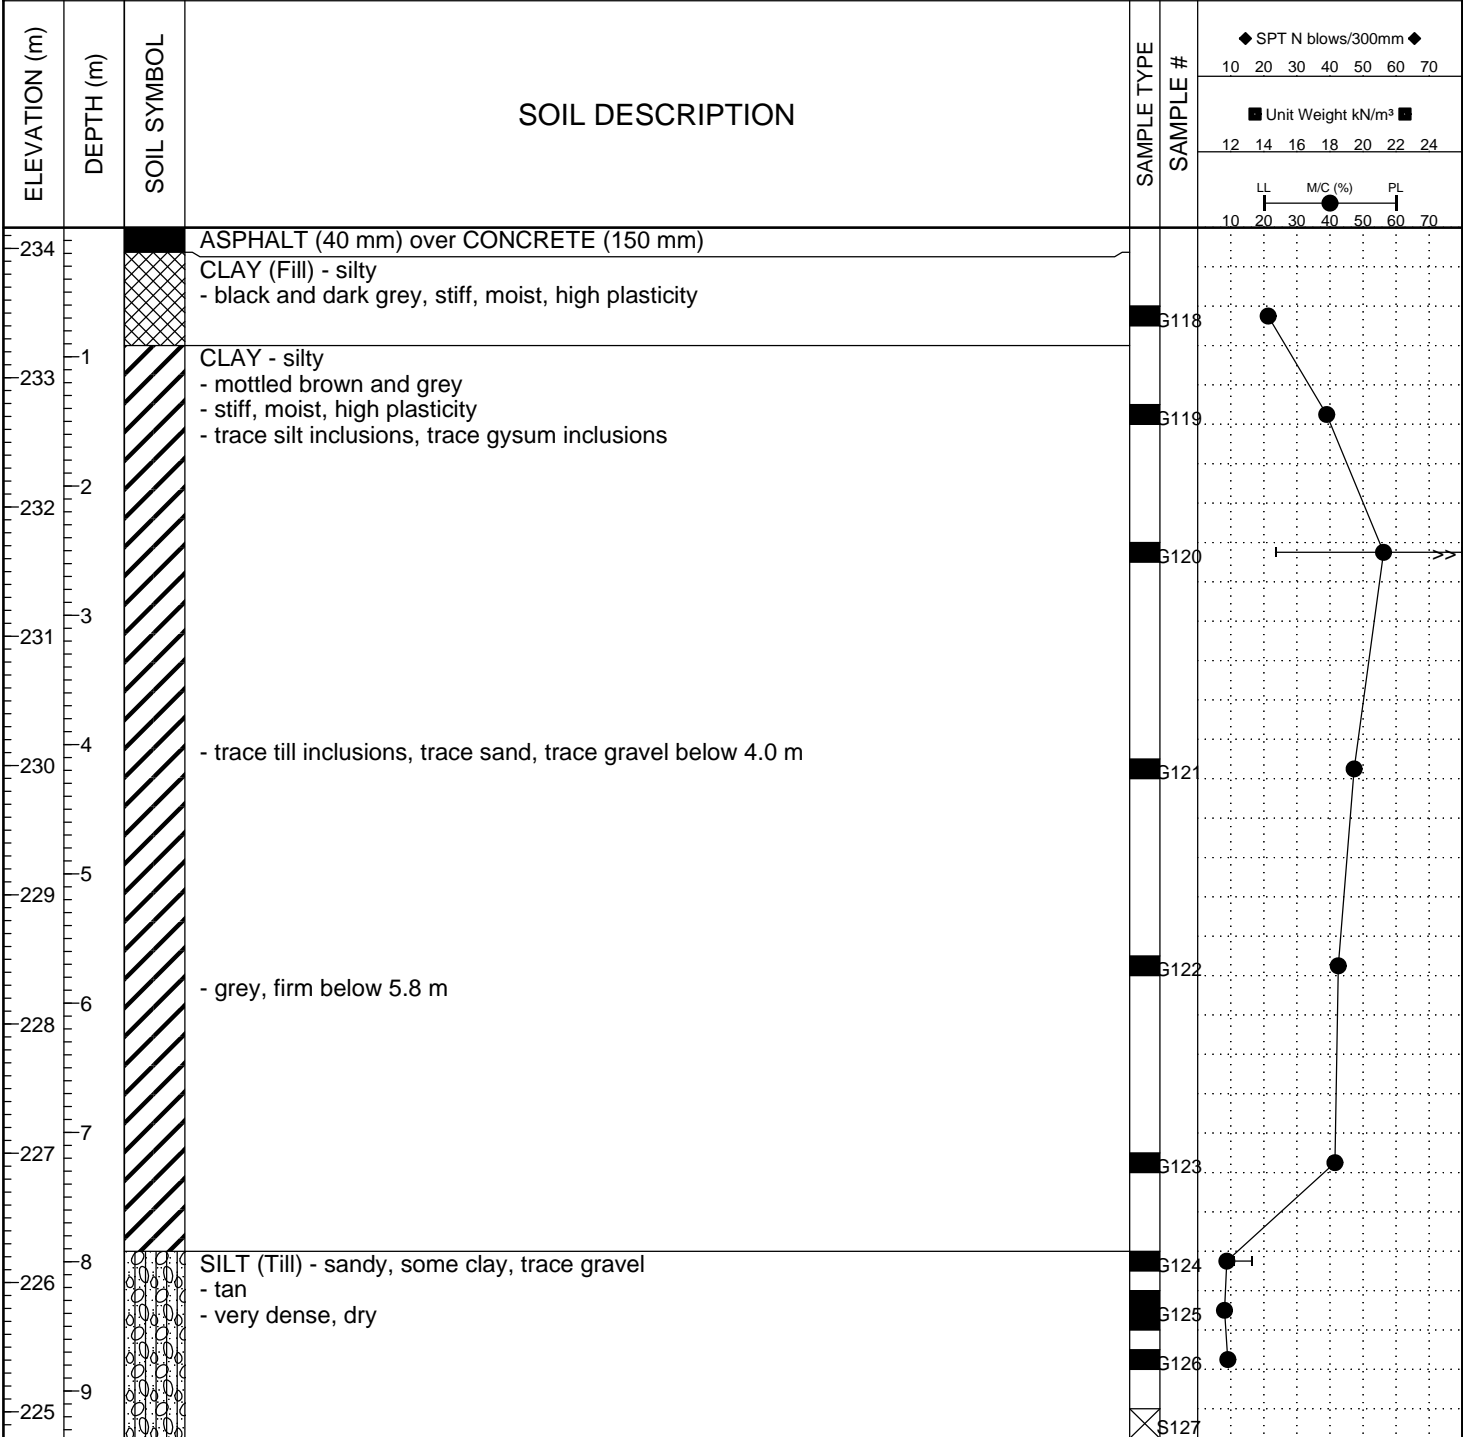 ELEVATION (m)
DEPTH (m)
SOIL SYMBOL
SOIL DESCRIPTION
SAMPLE TYPE
SAMPLE #
◆ SPT N blows/300mm ◆
10 20 30 40 50 60 70
■ Unit Weight kN/m³ ■
12 14 16 18 20 22 24
LL M/C (%) PL
10 20 30 40 50 60 70
234
ASPHALT (40 mm) over CONCRETE (150 mm)
CLAY (Fill) - silty
- black and dark grey, stiff, moist, high plasticity
G118
1
CLAY - silty
233
- mottled brown and grey
- stiff, moist, high plasticity
G119
- trace silt inclusions, trace gysum inclusions
2
232
G120
>>
3
231
4
- trace till inclusions, trace sand, trace gravel below 4.0 m
230
G121
5
229
G122
- grey, firm below 5.8 m
6
228
7
227
G123
8
SILT (Till) - sandy, some clay, trace gravel
G124
226
- tan
- very dense, dry
G125
G126
9
225
S127